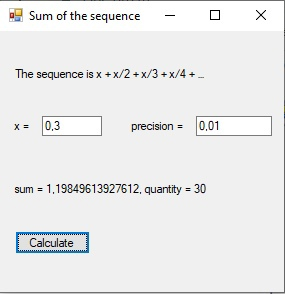 Sum of the sequence
The sequence is x + x/2 + x/3 + x/4 + ...
x = 0,3 precision = 0,01
sum = 1,19849613927612, quantity = 30
Calculate